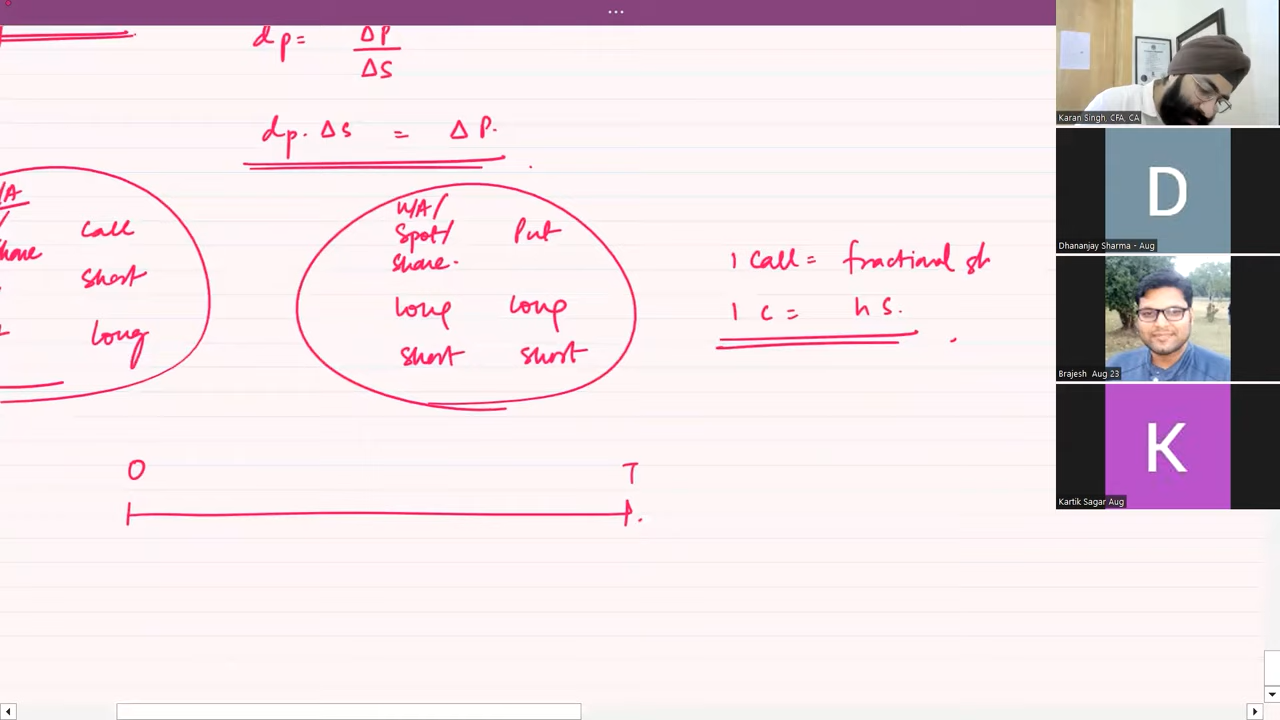 dp = ΔP
ΔS
dp. ΔS = ΔP.
/A
/
share
Call
short
long
U/A/
Spot/
share.
Put
long long
short short
1 Call = fractional sh
1 C = h S.
0 T
Karan Singh, CFA, CA
D
Dhananjay Sharma - Aug
Brajesh Aug 23
K
Kartik Sagar Aug